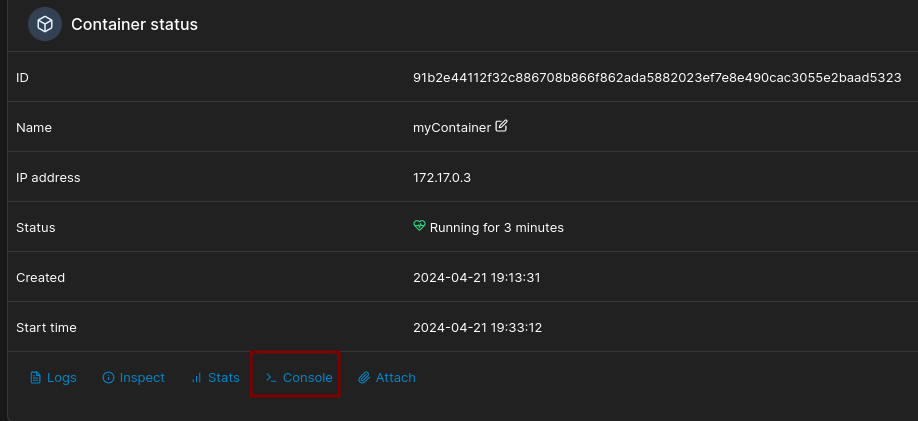 Container status
ID 91b2e44112f32c886708b866f862ada5882023ef7e8e490cac3055e2baad5323
Name myContainer
IP address 172.17.0.3
Status Running for 3 minutes
Created 2024-04-21 19:13:31
Start time 2024-04-21 19:33:12
Logs Inspect Stats >_ Console Attach